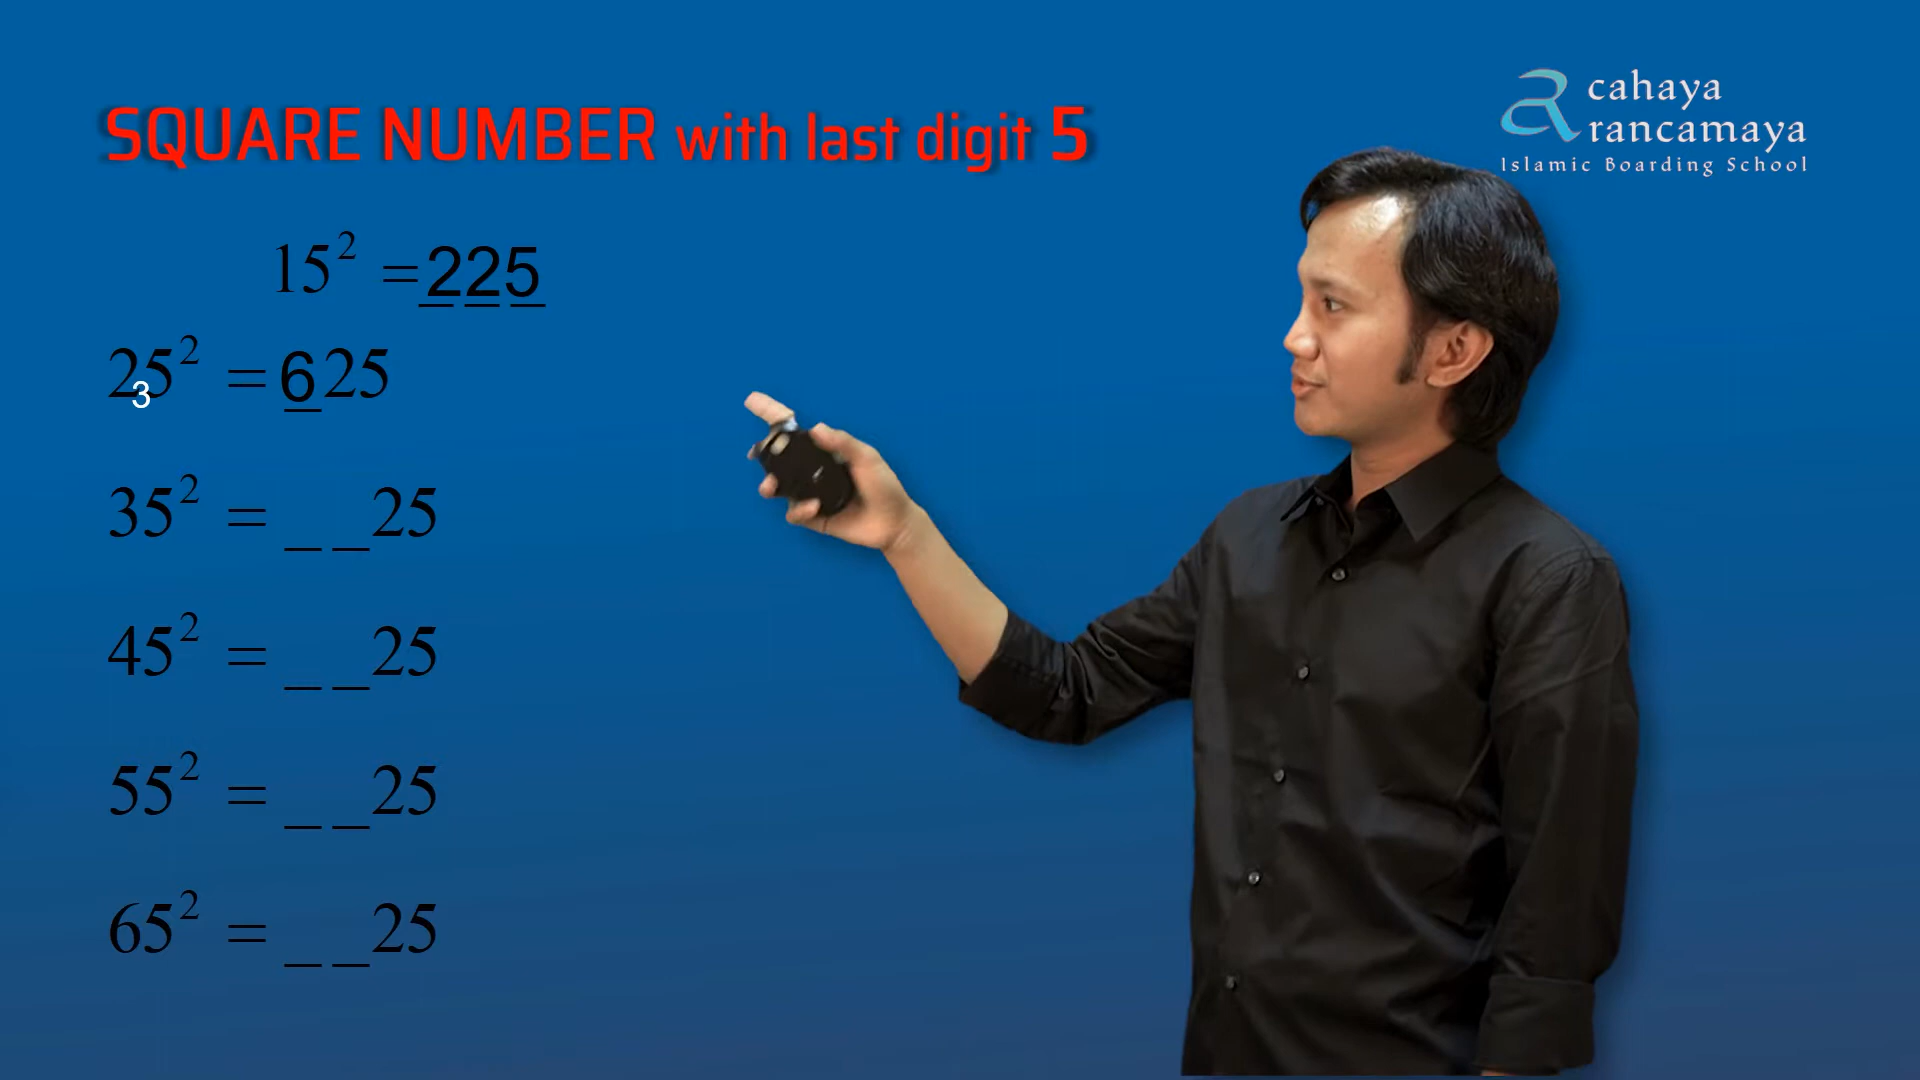 cahaya
rancamaya
Islamic Boarding School
SQUARE NUMBER with last digit 5
15² = 225
25² = 625
3
35² = _ _25
45² = _ _25
55² = _ _25
65² = _ _25